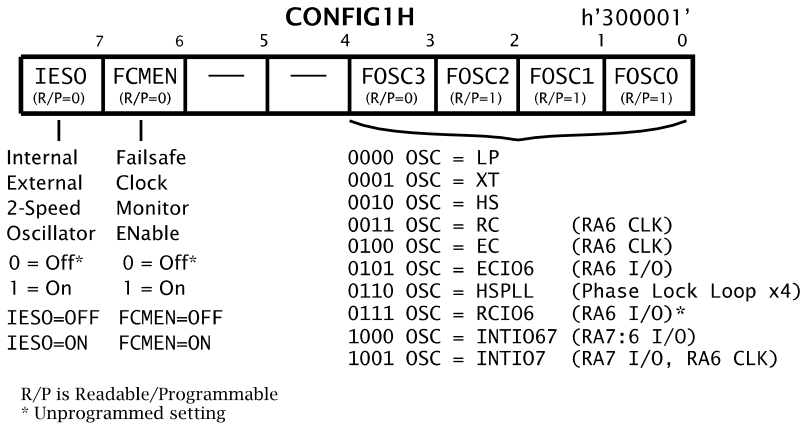 CONFIG1H h'300001'
7 6 5 4 3 2 1 0
IESO FCMEN — — FOSC3 FOSC2 FOSC1 FOSC0
(R/P=0) (R/P=0) (R/P=0) (R/P=1) (R/P=1) (R/P=1)
Internal
External
2-Speed
Oscillator
0 = Off*
1 = On
IESO=OFF
IESO=ON
Failsafe
Clock
Monitor
ENable
0 = Off*
1 = On
FCMEN=OFF
FCMEN=ON
0000 OSC = LP
0001 OSC = XT
0010 OSC = HS
0011 OSC = RC (RA6 CLK)
0100 OSC = EC (RA6 CLK)
0101 OSC = ECIO6 (RA6 I/O)
0110 OSC = HSPLL (Phase Lock Loop x4)
0111 OSC = RCIO6 (RA6 I/O)*
1000 OSC = INTIO67 (RA7:6 I/O)
1001 OSC = INTIO7 (RA7 I/O, RA6 CLK)
R/P is Readable/Programmable
* Unprogrammed setting